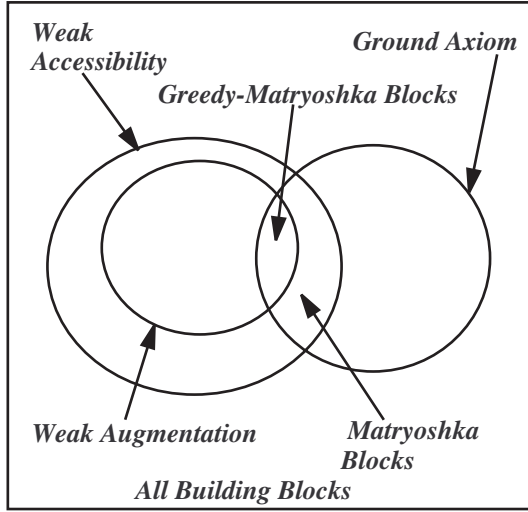 Weak
Accessibility
Ground Axiom
Greedy-Matryoshka Blocks
Weak Augmentation
Matryoshka
Blocks
All Building Blocks